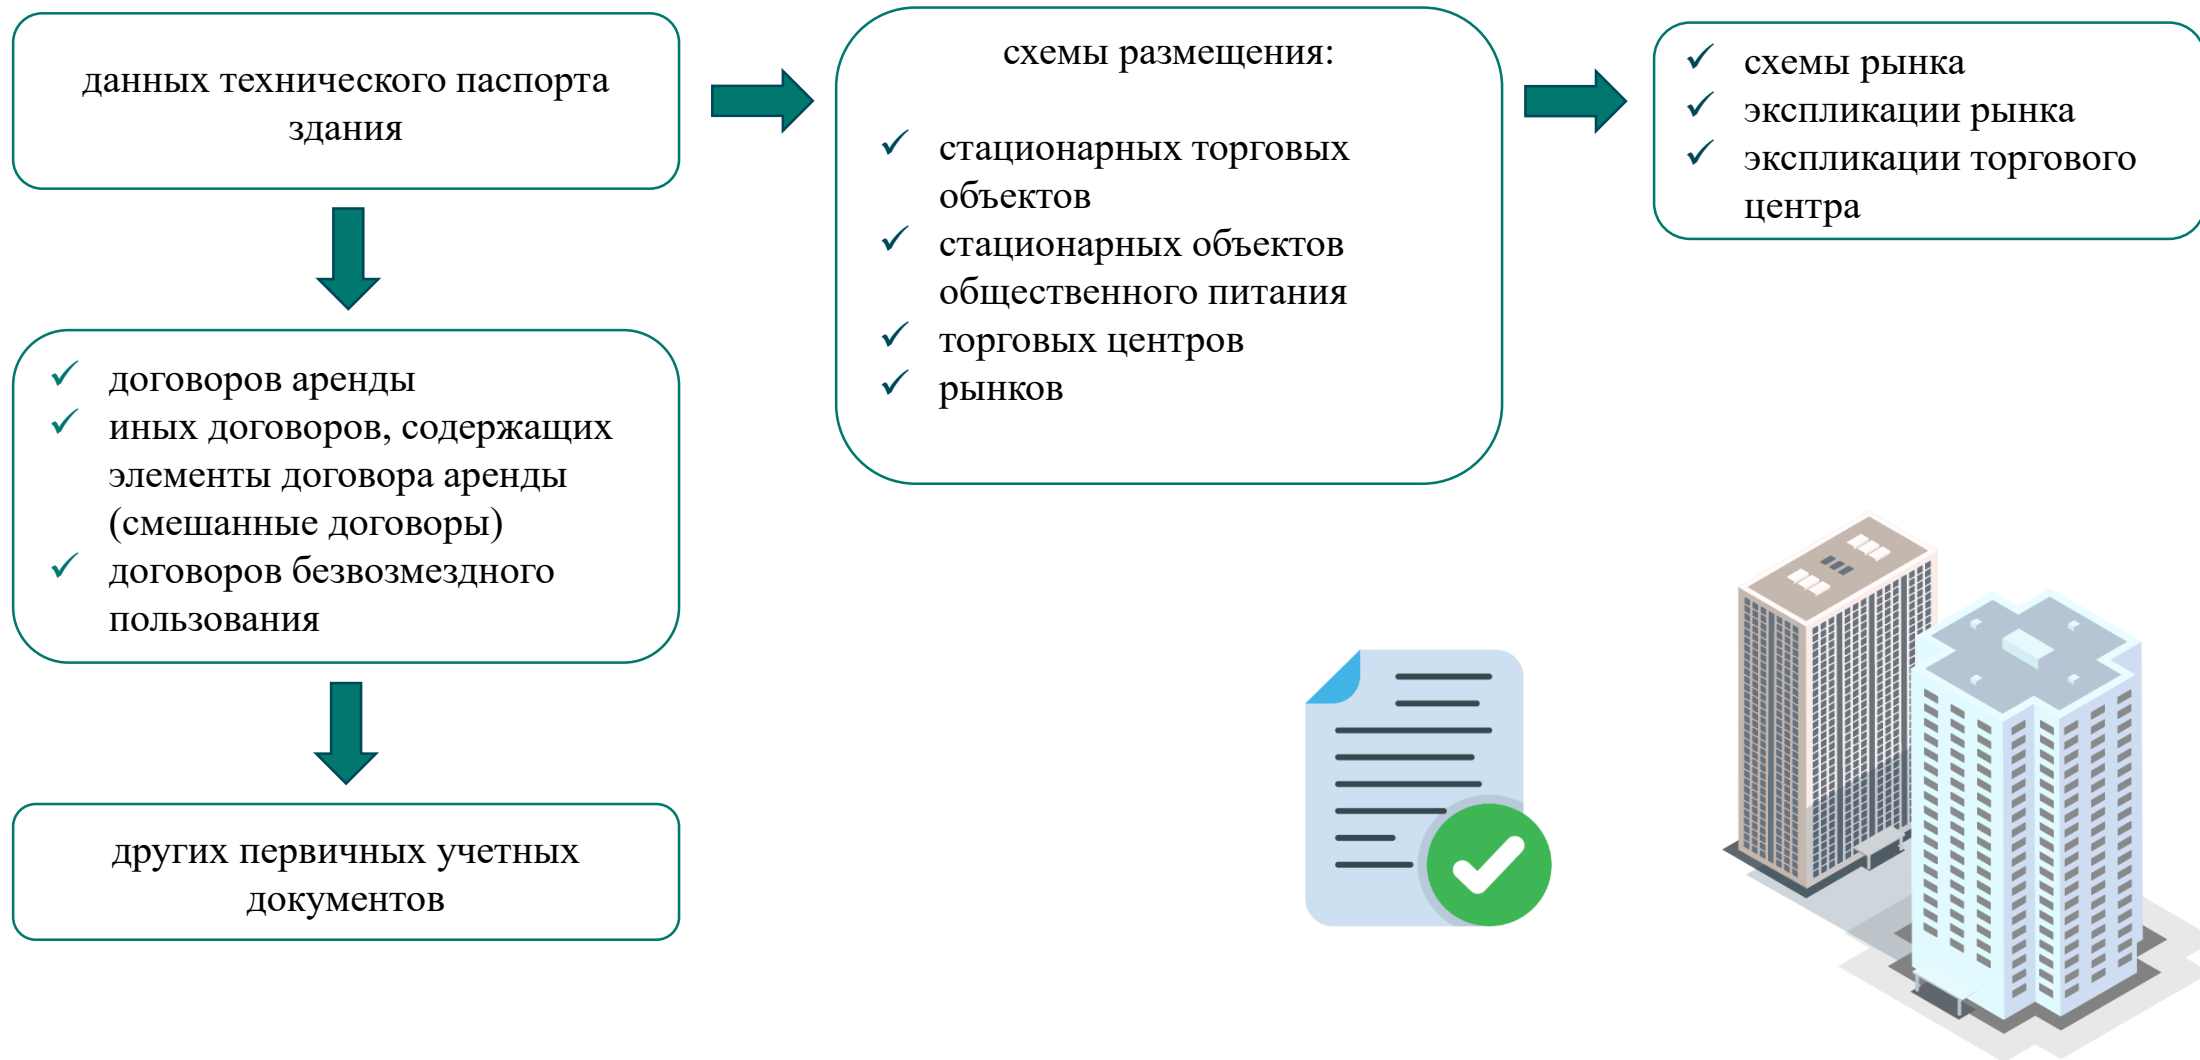 данных технического паспорта
здания
схемы размещения:
стационарных торговых
объектов
стационарных объектов
общественного питания
торговых центров
рынков
схемы рынка
экспликации рынка
экспликации торгового
центра
договоров аренды
иных договоров, содержащих
элементы договора аренды
(смешанные договоры)
договоров безвозмездного
пользования
других первичных учетных
документов